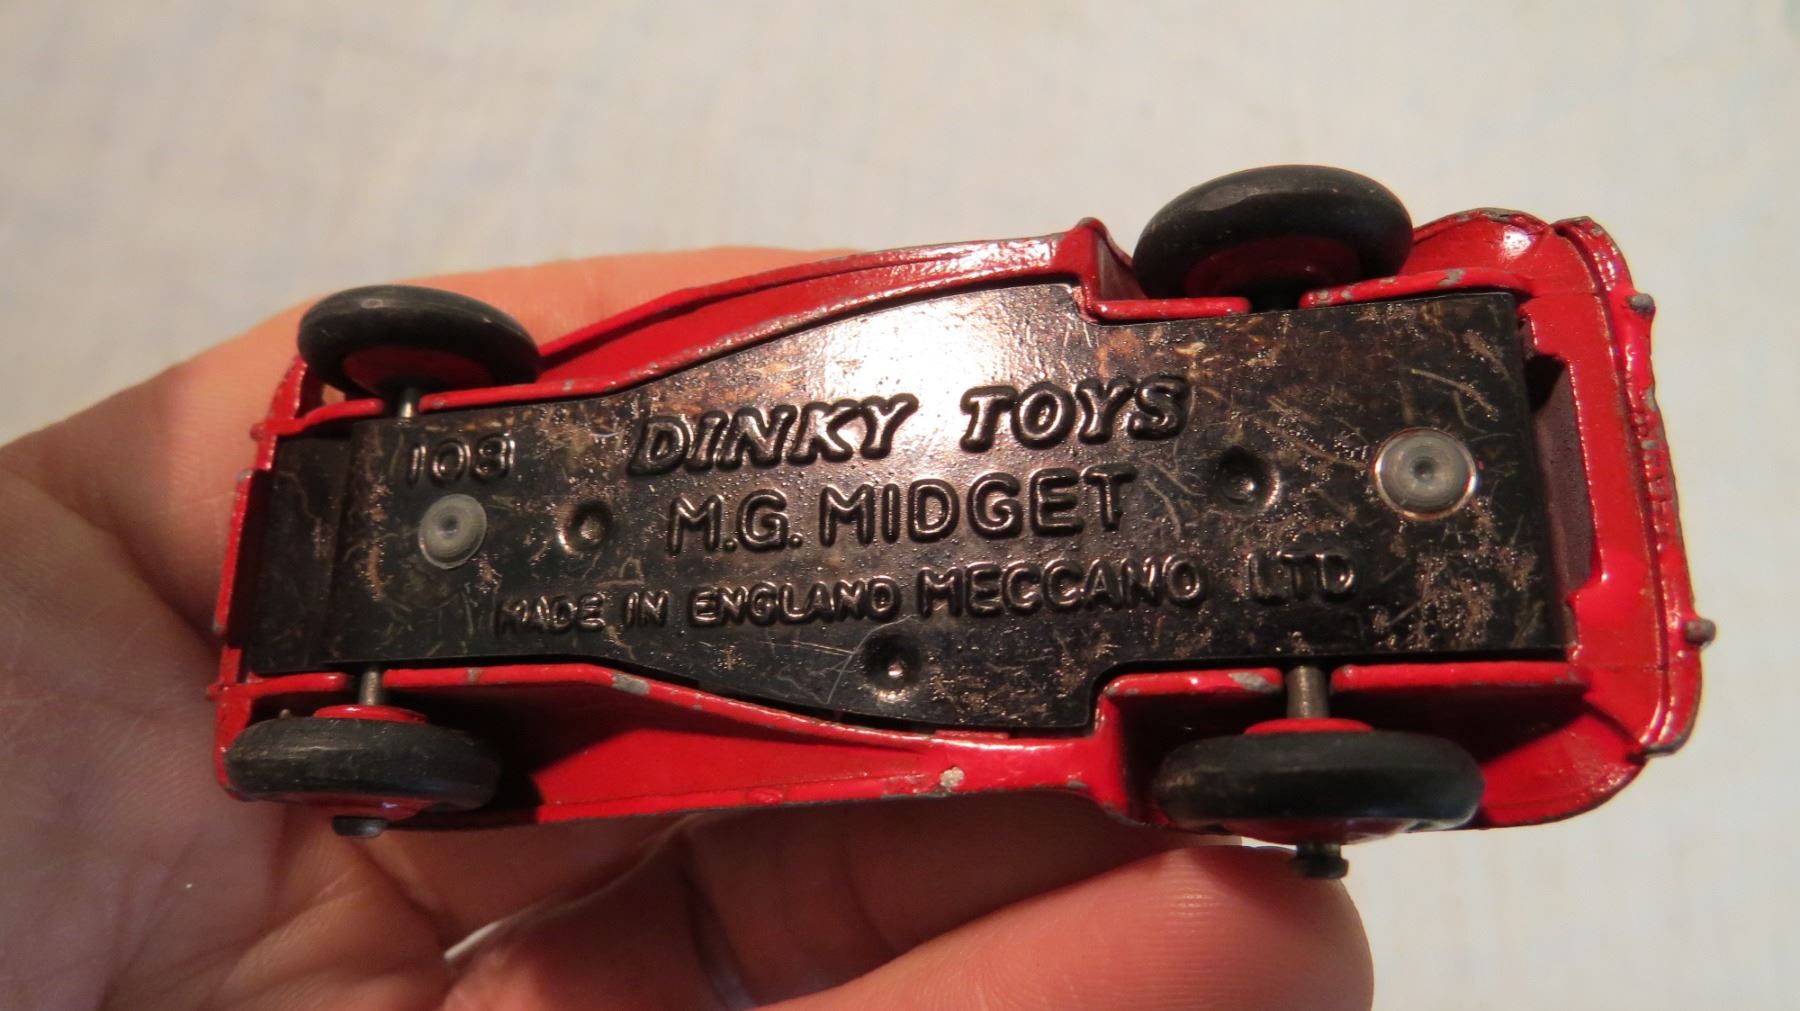 108
DINKY TOYS
M.G. MIDGET
MADE IN ENGLAND MECCANO LTD